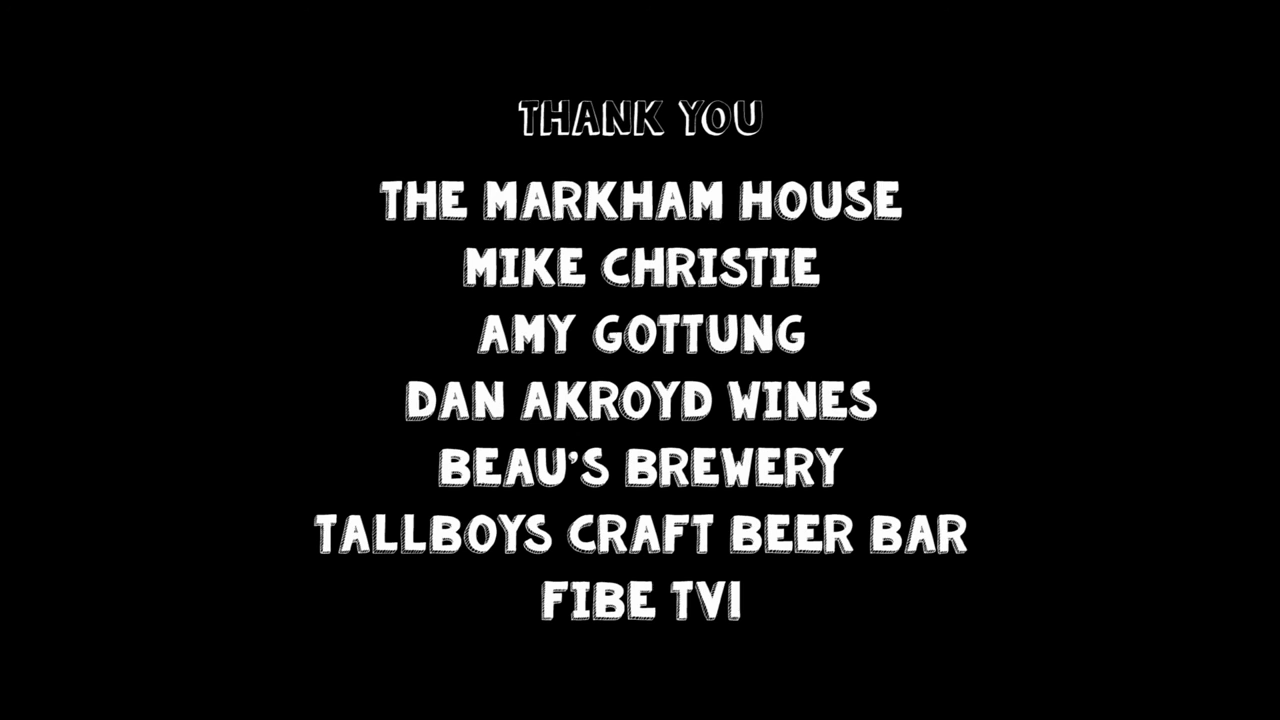 THANK YOU
THE MARKHAM HOUSE
MIKE CHRISTIE
AMY GOTTUNG
DAN AKROYD WINES
BEAU'S BREWERY
TALLBOYS CRAFT BEER BAR
FIBE TV1